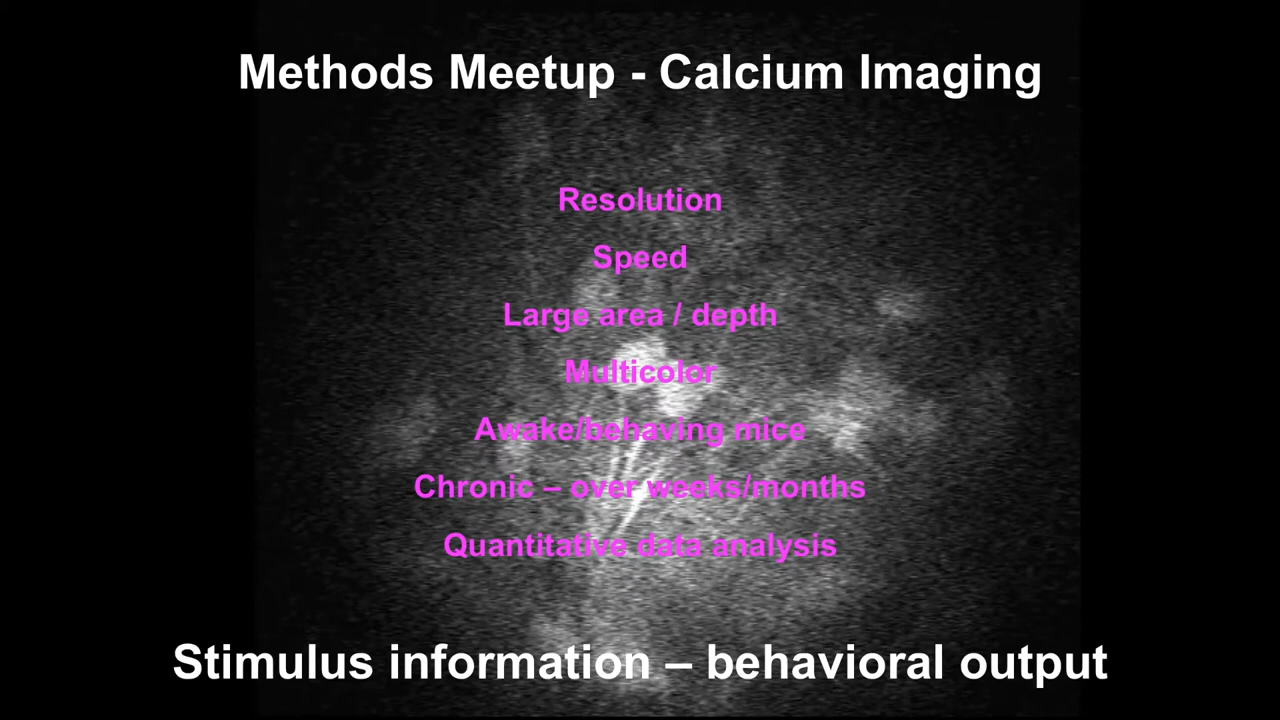 Methods Meetup - Calcium Imaging
Resolution
Speed
Large area / depth
Multicolor
Awake/behaving mice
Chronic – over weeks/months
Quantitative data analysis
Stimulus information – behavioral output